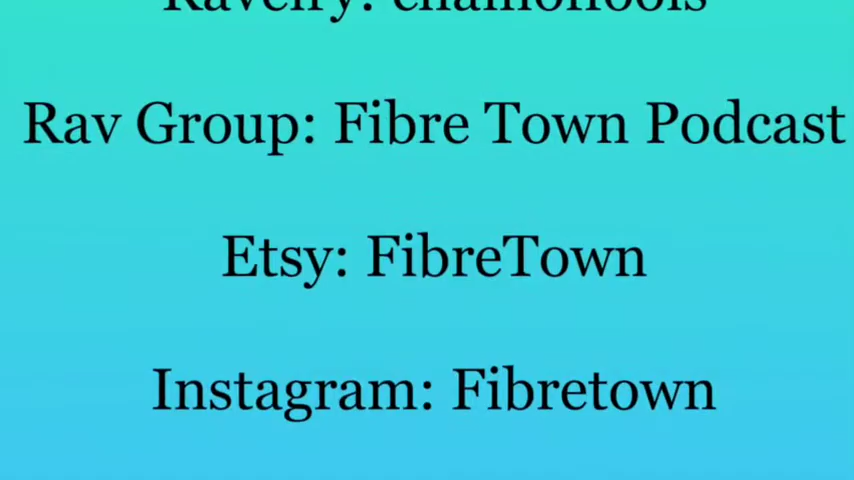 Rav Group: Fibre Town Podcast
Etsy: FibreTown
Instagram: Fibretown